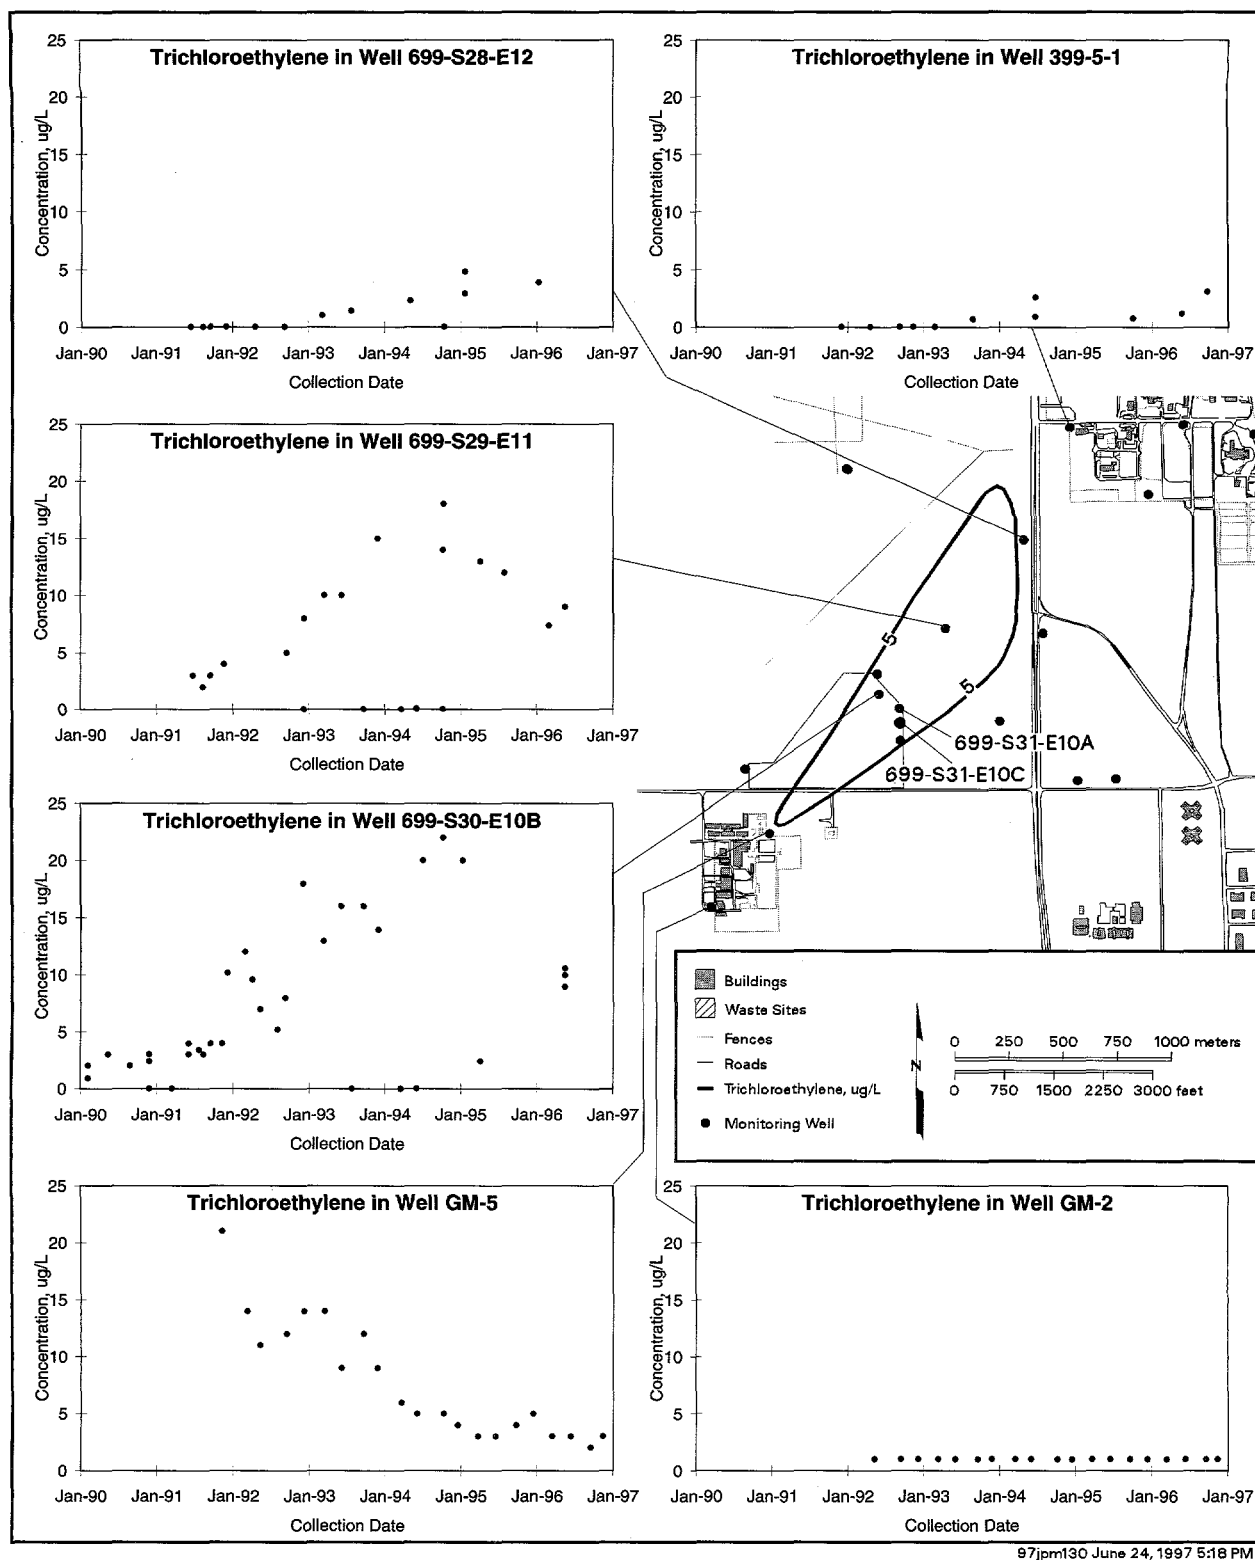 Trichloroethylene in Well 699-S28-E12
Concentration, ug/L
25
20
15
10
5
0
Jan-90 Jan-91 Jan-92 Jan-93 Jan-94 Jan-95 Jan-96 Jan-97
Collection Date
Trichloroethylene in Well 399-5-1
Concentration, ug/L
25
20
15
10
5
0
Jan-90 Jan-91 Jan-92 Jan-93 Jan-94 Jan-95 Jan-96 Jan-97
Collection Date
Trichloroethylene in Well 699-S29-E11
Concentration, ug/L
25
20
15
10
5
0
Jan-90 Jan-91 Jan-92 Jan-93 Jan-94 Jan-95 Jan-96 Jan-97
Collection Date
5
5
699-S31-E10A
699-S31-E10C
Trichloroethylene in Well 699-S30-E10B
Concentration, ug/L
25
20
15
10
5
0
Jan-90 Jan-91 Jan-92 Jan-93 Jan-94 Jan-95 Jan-96 Jan-97
Collection Date
Buildings
Waste Sites
Fences
Roads
Trichloroethylene, ug/L
Monitoring Well
N
0 250 500 750 1000 meters
0 750 1500 2250 3000 feet
Trichloroethylene in Well GM-5
Concentration, ug/L
25
20
15
10
5
0
Jan-90 Jan-91 Jan-92 Jan-93 Jan-94 Jan-95 Jan-96 Jan-97
Collection Date
Trichloroethylene in Well GM-2
Concentration, ug/L
25
20
15
10
5
0
Jan-90 Jan-91 Jan-92 Jan-93 Jan-94 Jan-95 Jan-96 Jan-97
Collection Date
97jpm130 June 24, 1997 5:18 PM